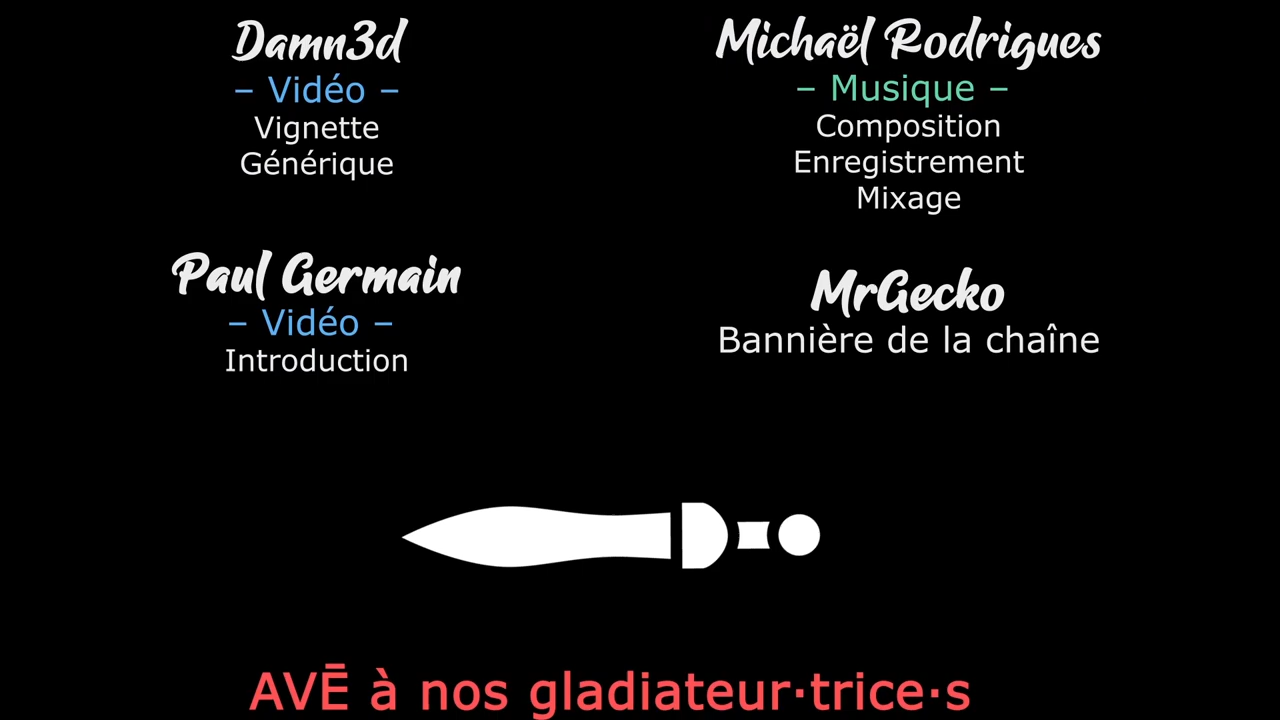 Damn3d
– Vidéo –
Vignette
Générique
Michaël Rodrigues
– Musique –
Composition
Enregistrement
Mixage
Paul Germain
– Vidéo –
Introduction
MrGecko
Bannière de la chaîne
AVĒ à nos gladiateur·trice·s